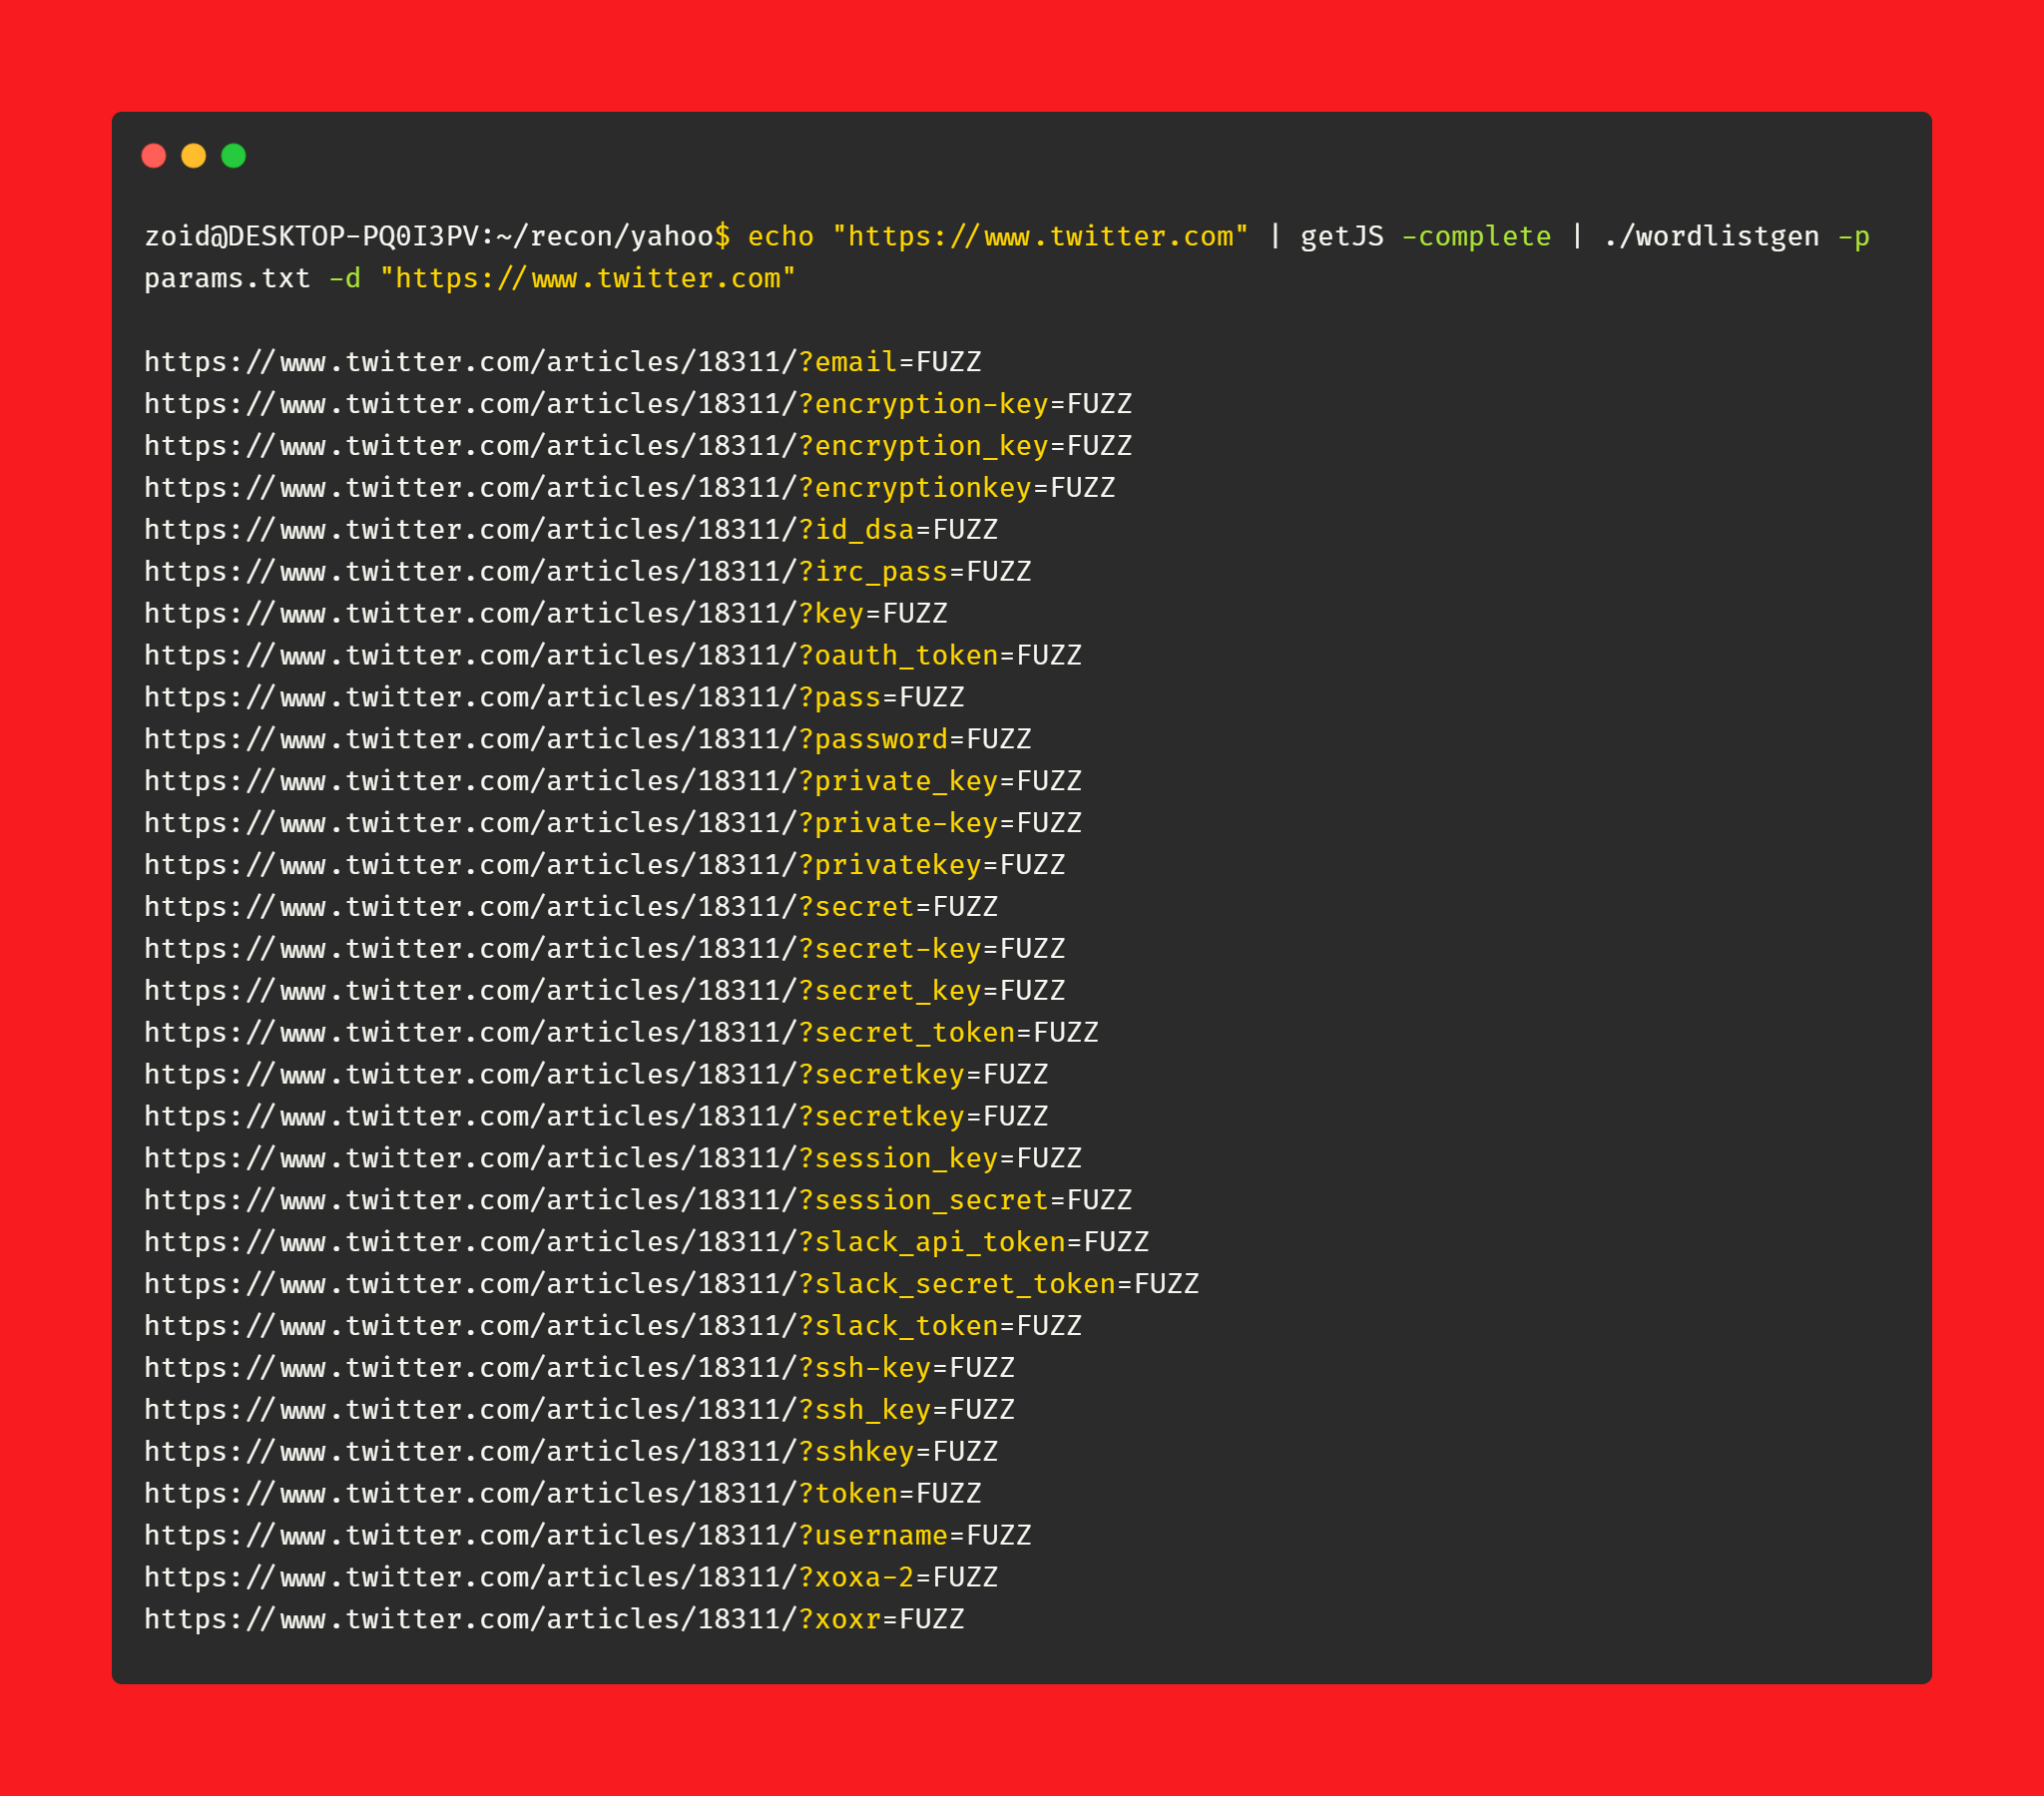 zoid@DESKTOP-PQ0I3PV:~/recon/yahoo$ echo "https://www.twitter.com" | getJS -complete | ./wordlistgen -p
params.txt -d "https://www.twitter.com"
https://www.twitter.com/articles/18311/?email=FUZZ
https://www.twitter.com/articles/18311/?encryption-key=FUZZ
https://www.twitter.com/articles/18311/?encryption_key=FUZZ
https://www.twitter.com/articles/18311/?encryptionkey=FUZZ
https://www.twitter.com/articles/18311/?id_dsa=FUZZ
https://www.twitter.com/articles/18311/?irc_pass=FUZZ
https://www.twitter.com/articles/18311/?key=FUZZ
https://www.twitter.com/articles/18311/?oauth_token=FUZZ
https://www.twitter.com/articles/18311/?pass=FUZZ
https://www.twitter.com/articles/18311/?password=FUZZ
https://www.twitter.com/articles/18311/?private_key=FUZZ
https://www.twitter.com/articles/18311/?private-key=FUZZ
https://www.twitter.com/articles/18311/?privatekey=FUZZ
https://www.twitter.com/articles/18311/?secret=FUZZ
https://www.twitter.com/articles/18311/?secret-key=FUZZ
https://www.twitter.com/articles/18311/?secret_key=FUZZ
https://www.twitter.com/articles/18311/?secret_token=FUZZ
https://www.twitter.com/articles/18311/?secretkey=FUZZ
https://www.twitter.com/articles/18311/?secretkey=FUZZ
https://www.twitter.com/articles/18311/?session_key=FUZZ
https://www.twitter.com/articles/18311/?session_secret=FUZZ
https://www.twitter.com/articles/18311/?slack_api_token=FUZZ
https://www.twitter.com/articles/18311/?slack_secret_token=FUZZ
https://www.twitter.com/articles/18311/?slack_token=FUZZ
https://www.twitter.com/articles/18311/?ssh-key=FUZZ
https://www.twitter.com/articles/18311/?ssh_key=FUZZ
https://www.twitter.com/articles/18311/?sshkey=FUZZ
https://www.twitter.com/articles/18311/?token=FUZZ
https://www.twitter.com/articles/18311/?username=FUZZ
https://www.twitter.com/articles/18311/?xoxa-2=FUZZ
https://www.twitter.com/articles/18311/?xoxr=FUZZ